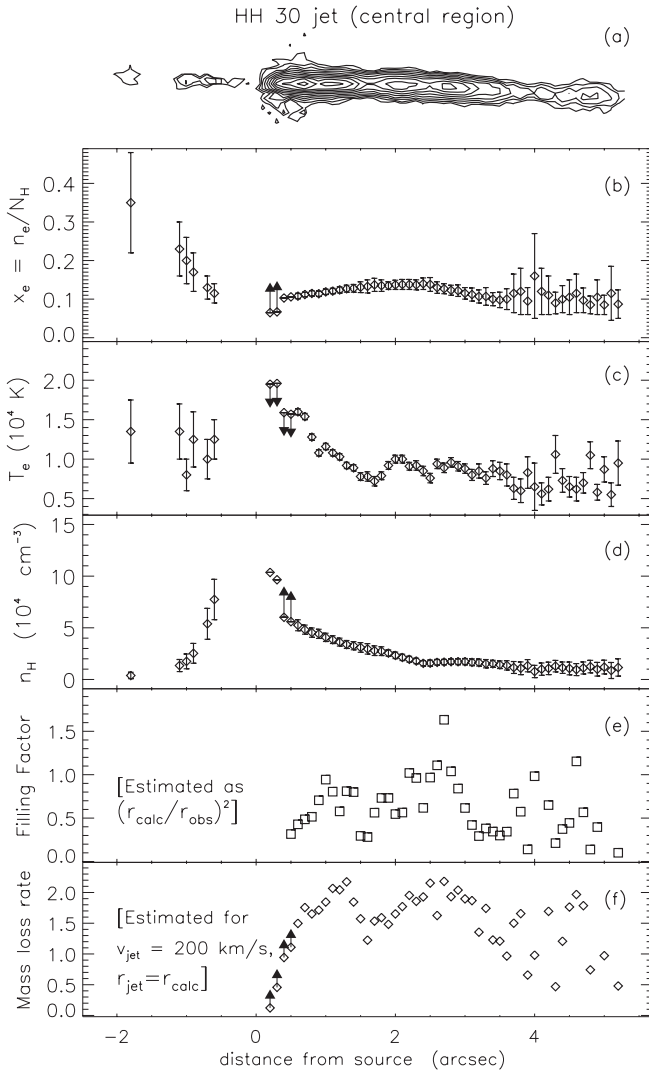 HH 30 jet (central region)
(a)
x_e = n_e/N_H
0.4
0.3
0.2
0.1
0.0
(b)
T_e (10^4 K)
2.0
1.5
1.0
0.5
(c)
n_H (10^4 cm^-3)
15
10
5
0
(d)
Filling Factor
1.5
1.0
0.5
0.0
(e)
[Estimated as
(r_calc/r_obs)^2]
Mass loss rate
2.0
1.5
1.0
0.5
0.0
(f)
[Estimated for
v_jet = 200 km/s,
r_jet=r_calc]
-2 0 2 4
distance from source (arcsec)